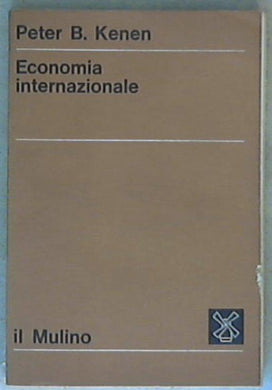 Peter B. Kenen
Economia
internazionale
il Mulino